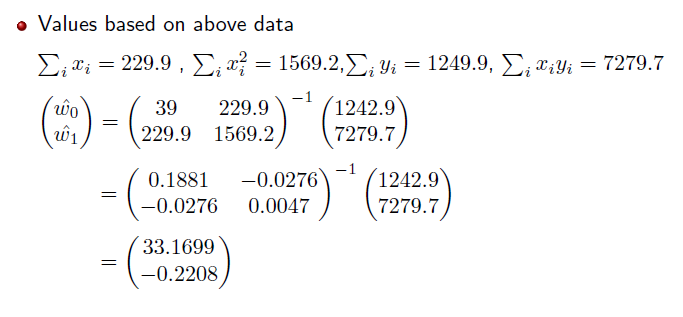 Values based on above data
∑ᵢ xᵢ = 229.9 , ∑ᵢ xᵢ² = 1569.2,∑ᵢ yᵢ = 1249.9, ∑ᵢ xᵢyᵢ = 7279.7
(ŵ₀ ; ŵ₁) = (39 229.9 ; 229.9 1569.2)⁻¹ (1242.9 ; 7279.7)
= (0.1881 −0.0276 ; −0.0276 0.0047)⁻¹ (1242.9 ; 7279.7)
= (33.1699 ; −0.2208)